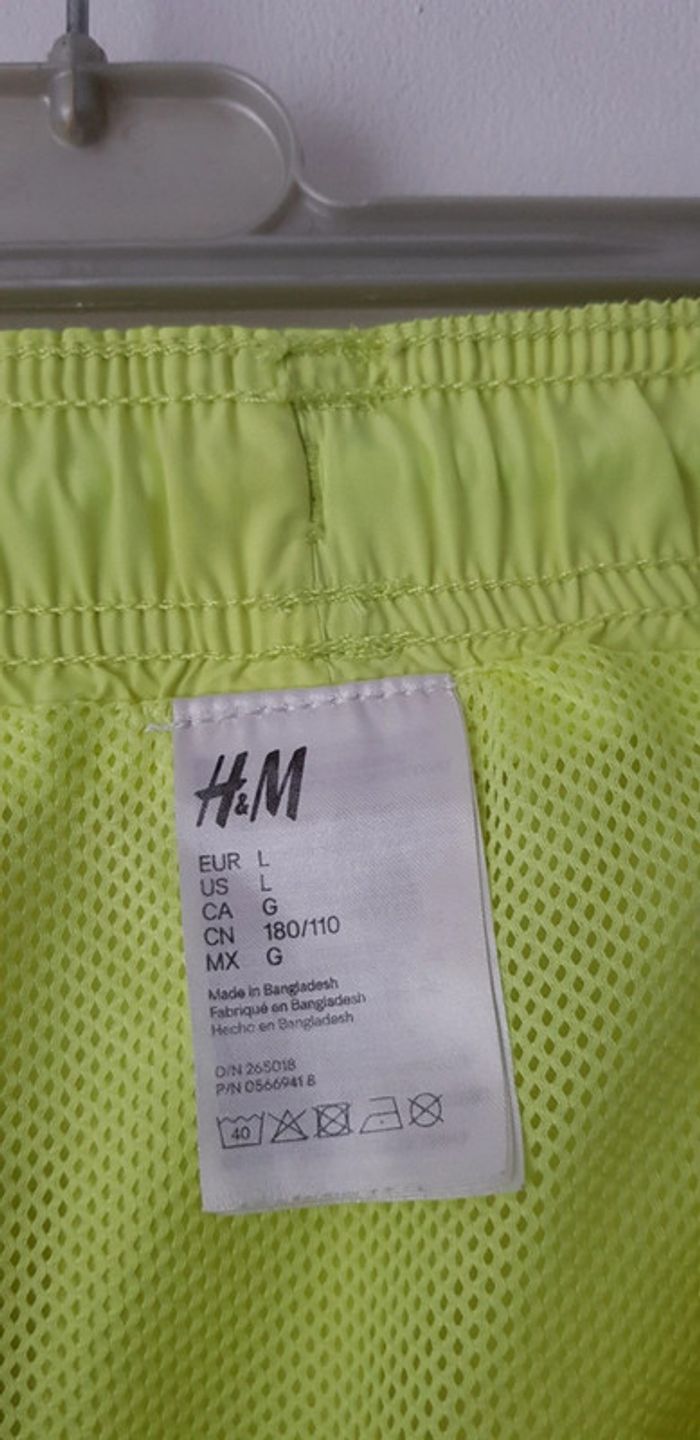 H&M
EUR L
US L
CA G
CN 180/110
MX G
Made in Bangladesh
Fabriqué en Bangladesh
Hecho en Bangladesh
O/N 265018
P/N 0566941 8
40